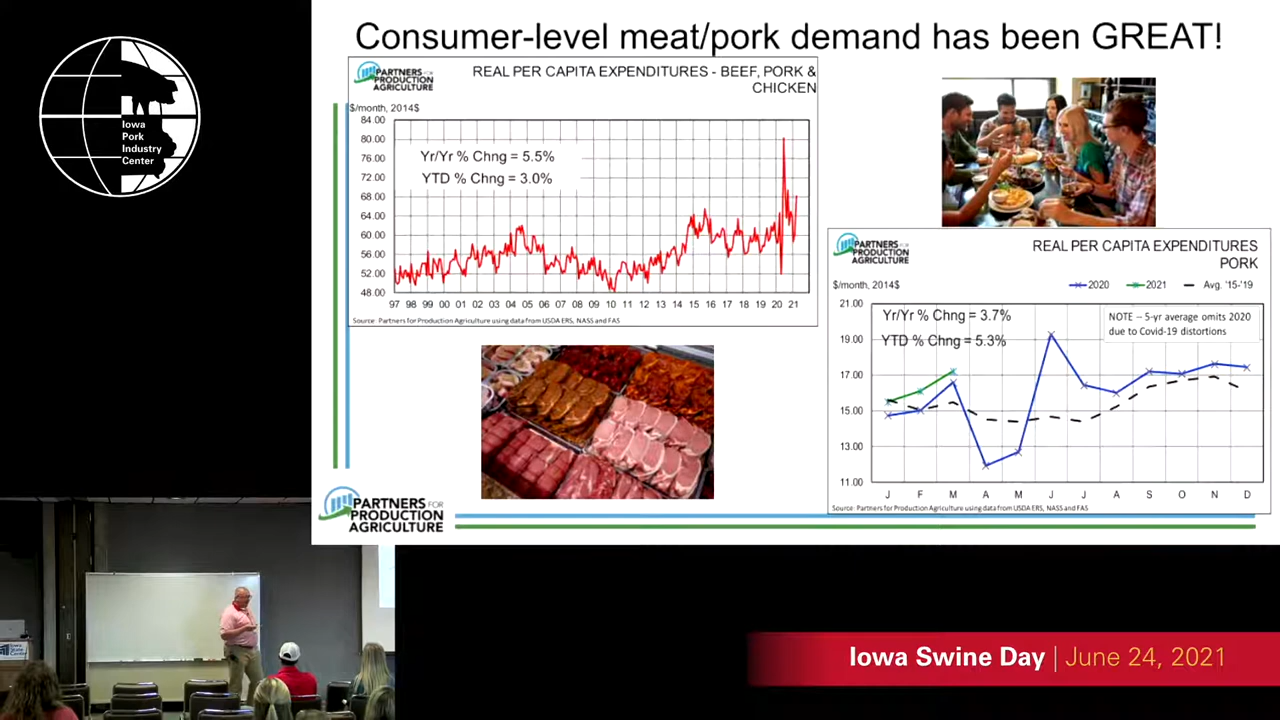 Consumer-level meat/pork demand has been GREAT!
Iowa
Pork
Industry
Center
PARTNERS FOR
PRODUCTION
AGRICULTURE
REAL PER CAPITA EXPENDITURES - BEEF, PORK &
CHICKEN
$/month, 2014$
84.00
80.00
76.00
72.00
68.00
64.00
60.00
56.00
52.00
48.00
Yr/Yr % Chng = 5.5%
YTD % Chng = 3.0%
97 98 99 00 01 02 03 04 05 06 07 08 09 10 11 12 13 14 15 16 17 18 19 20 21
Source: Partners for Production Agriculture using data from USDA ERS, NASS and FAS
PARTNERS FOR
PRODUCTION
AGRICULTURE
REAL PER CAPITA EXPENDITURES
PORK
$/month, 2014$
2020 2021 Avg. '15-'19
21.00
19.00
17.00
15.00
13.00
11.00
Yr/Yr % Chng = 3.7%
YTD % Chng = 5.3%
NOTE – 5-yr average omits 2020
due to Covid-19 distortions
J F M A M J J A S O N D
Source: Partners for Production Agriculture using data from USDA ERS, NASS and FAS
PARTNERS FOR
PRODUCTION
AGRICULTURE
Iowa State Center
Iowa Swine Day | June 24, 2021